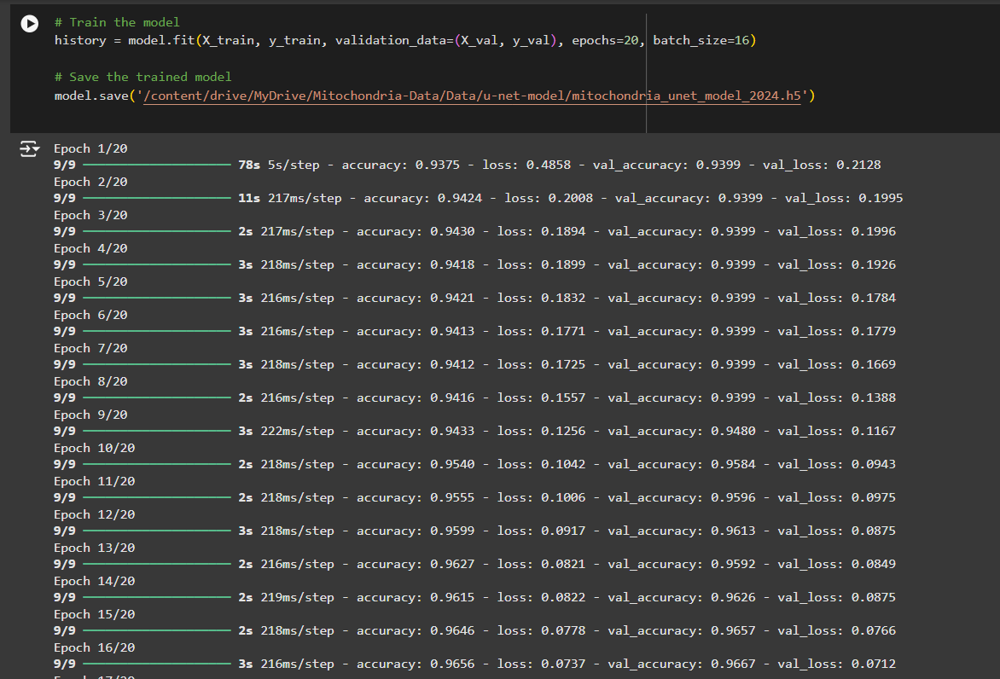 # Train the model
history = model.fit(X_train, y_train, validation_data=(X_val, y_val), epochs=20, batch_size=16)
# Save the trained model
model.save('/content/drive/MyDrive/Mitochondria-Data/Data/u-net-model/mitochondria_unet_model_2024.h5')
Epoch 1/20
9/9 78s 5s/step - accuracy: 0.9375 - loss: 0.4858 - val_accuracy: 0.9399 - val_loss: 0.2128
Epoch 2/20
9/9 11s 217ms/step - accuracy: 0.9424 - loss: 0.2008 - val_accuracy: 0.9399 - val_loss: 0.1995
Epoch 3/20
9/9 2s 217ms/step - accuracy: 0.9430 - loss: 0.1894 - val_accuracy: 0.9399 - val_loss: 0.1996
Epoch 4/20
9/9 3s 218ms/step - accuracy: 0.9418 - loss: 0.1899 - val_accuracy: 0.9399 - val_loss: 0.1926
Epoch 5/20
9/9 3s 216ms/step - accuracy: 0.9421 - loss: 0.1832 - val_accuracy: 0.9399 - val_loss: 0.1784
Epoch 6/20
9/9 3s 216ms/step - accuracy: 0.9413 - loss: 0.1771 - val_accuracy: 0.9399 - val_loss: 0.1779
Epoch 7/20
9/9 3s 218ms/step - accuracy: 0.9412 - loss: 0.1725 - val_accuracy: 0.9399 - val_loss: 0.1669
Epoch 8/20
9/9 2s 216ms/step - accuracy: 0.9416 - loss: 0.1557 - val_accuracy: 0.9399 - val_loss: 0.1388
Epoch 9/20
9/9 3s 222ms/step - accuracy: 0.9433 - loss: 0.1256 - val_accuracy: 0.9480 - val_loss: 0.1167
Epoch 10/20
9/9 2s 218ms/step - accuracy: 0.9540 - loss: 0.1042 - val_accuracy: 0.9584 - val_loss: 0.0943
Epoch 11/20
9/9 2s 218ms/step - accuracy: 0.9555 - loss: 0.1006 - val_accuracy: 0.9596 - val_loss: 0.0975
Epoch 12/20
9/9 3s 218ms/step - accuracy: 0.9599 - loss: 0.0917 - val_accuracy: 0.9613 - val_loss: 0.0875
Epoch 13/20
9/9 2s 216ms/step - accuracy: 0.9627 - loss: 0.0821 - val_accuracy: 0.9592 - val_loss: 0.0849
Epoch 14/20
9/9 2s 219ms/step - accuracy: 0.9615 - loss: 0.0822 - val_accuracy: 0.9626 - val_loss: 0.0875
Epoch 15/20
9/9 2s 218ms/step - accuracy: 0.9646 - loss: 0.0778 - val_accuracy: 0.9657 - val_loss: 0.0766
Epoch 16/20
9/9 3s 216ms/step - accuracy: 0.9656 - loss: 0.0737 - val_accuracy: 0.9667 - val_loss: 0.0712
Epoch 17/20